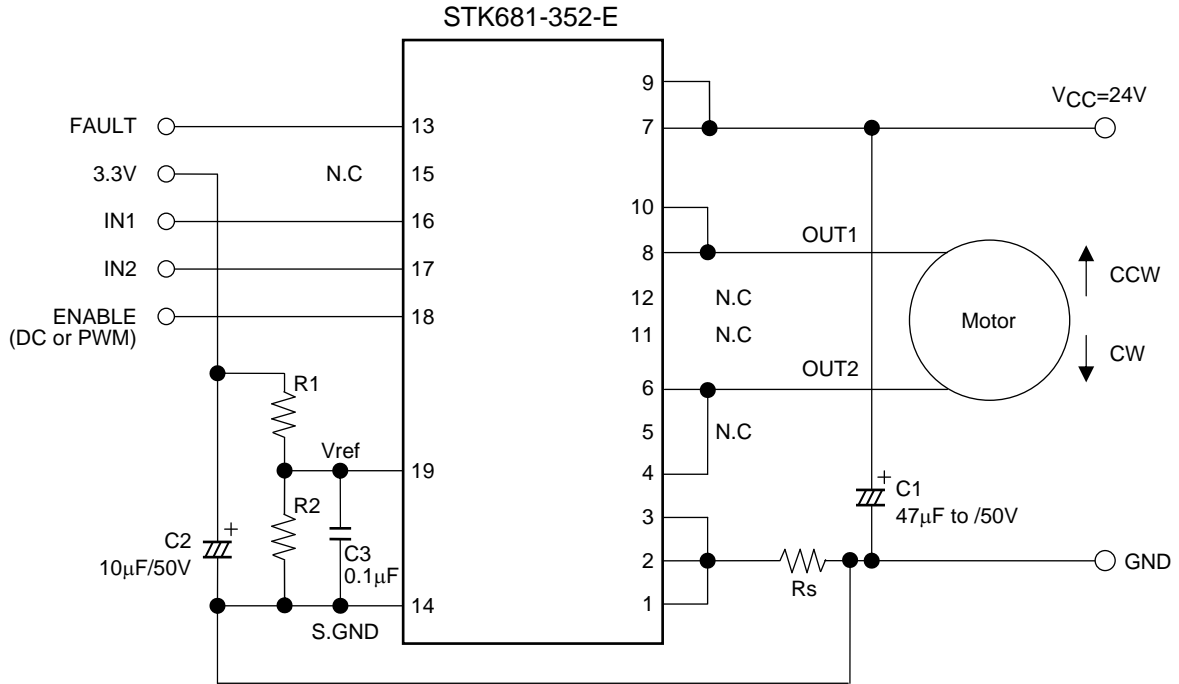 STK681-352-E
9
VCC=24V
FAULT
13
7
3.3V
N.C
15
10
IN1
16
OUT1
8
CCW
IN2
17
12
N.C
ENABLE
(DC or PWM)
18
Motor
11
N.C
CW
OUT2
R1
6
5
N.C
Vref
19
4
R2
C1
47μF to /50V
3
C2
10μF/50V
C3
0.1μF
2
GND
Rs
14
1
S.GND
+
+